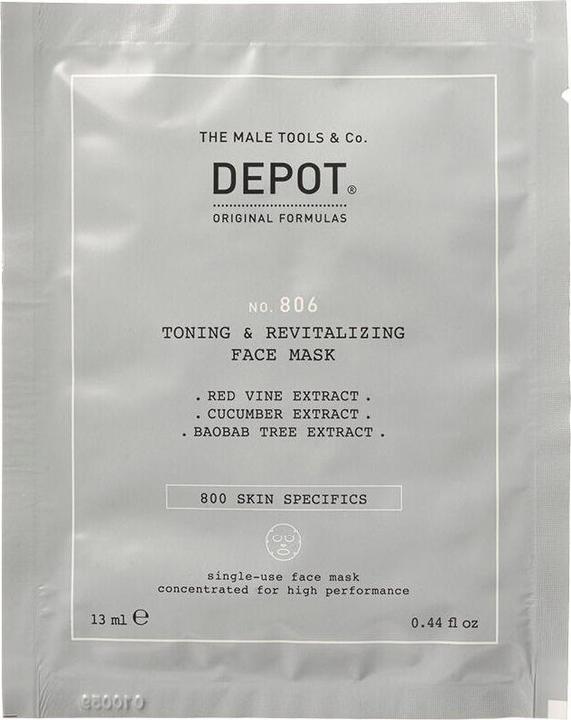 THE MALE TOOLS & Co.
DEPOT®
ORIGINAL FORMULAS
NO. 806
TONING & REVITALIZING
FACE MASK
. RED VINE EXTRACT .
. CUCUMBER EXTRACT .
. BAOBAB TREE EXTRACT .
800 SKIN SPECIFICS
single-use face mask
concentrated for high performance
13 ml ℮
0.44 fl oz